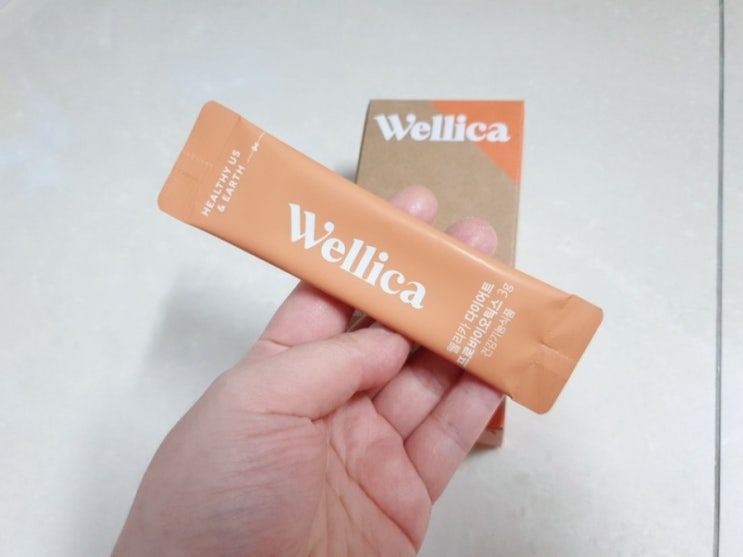 Wellica
HEALTHY US
& EARTH
Wellica
웰리카 다이어트
프로바이오틱스 3g
건강기능식품